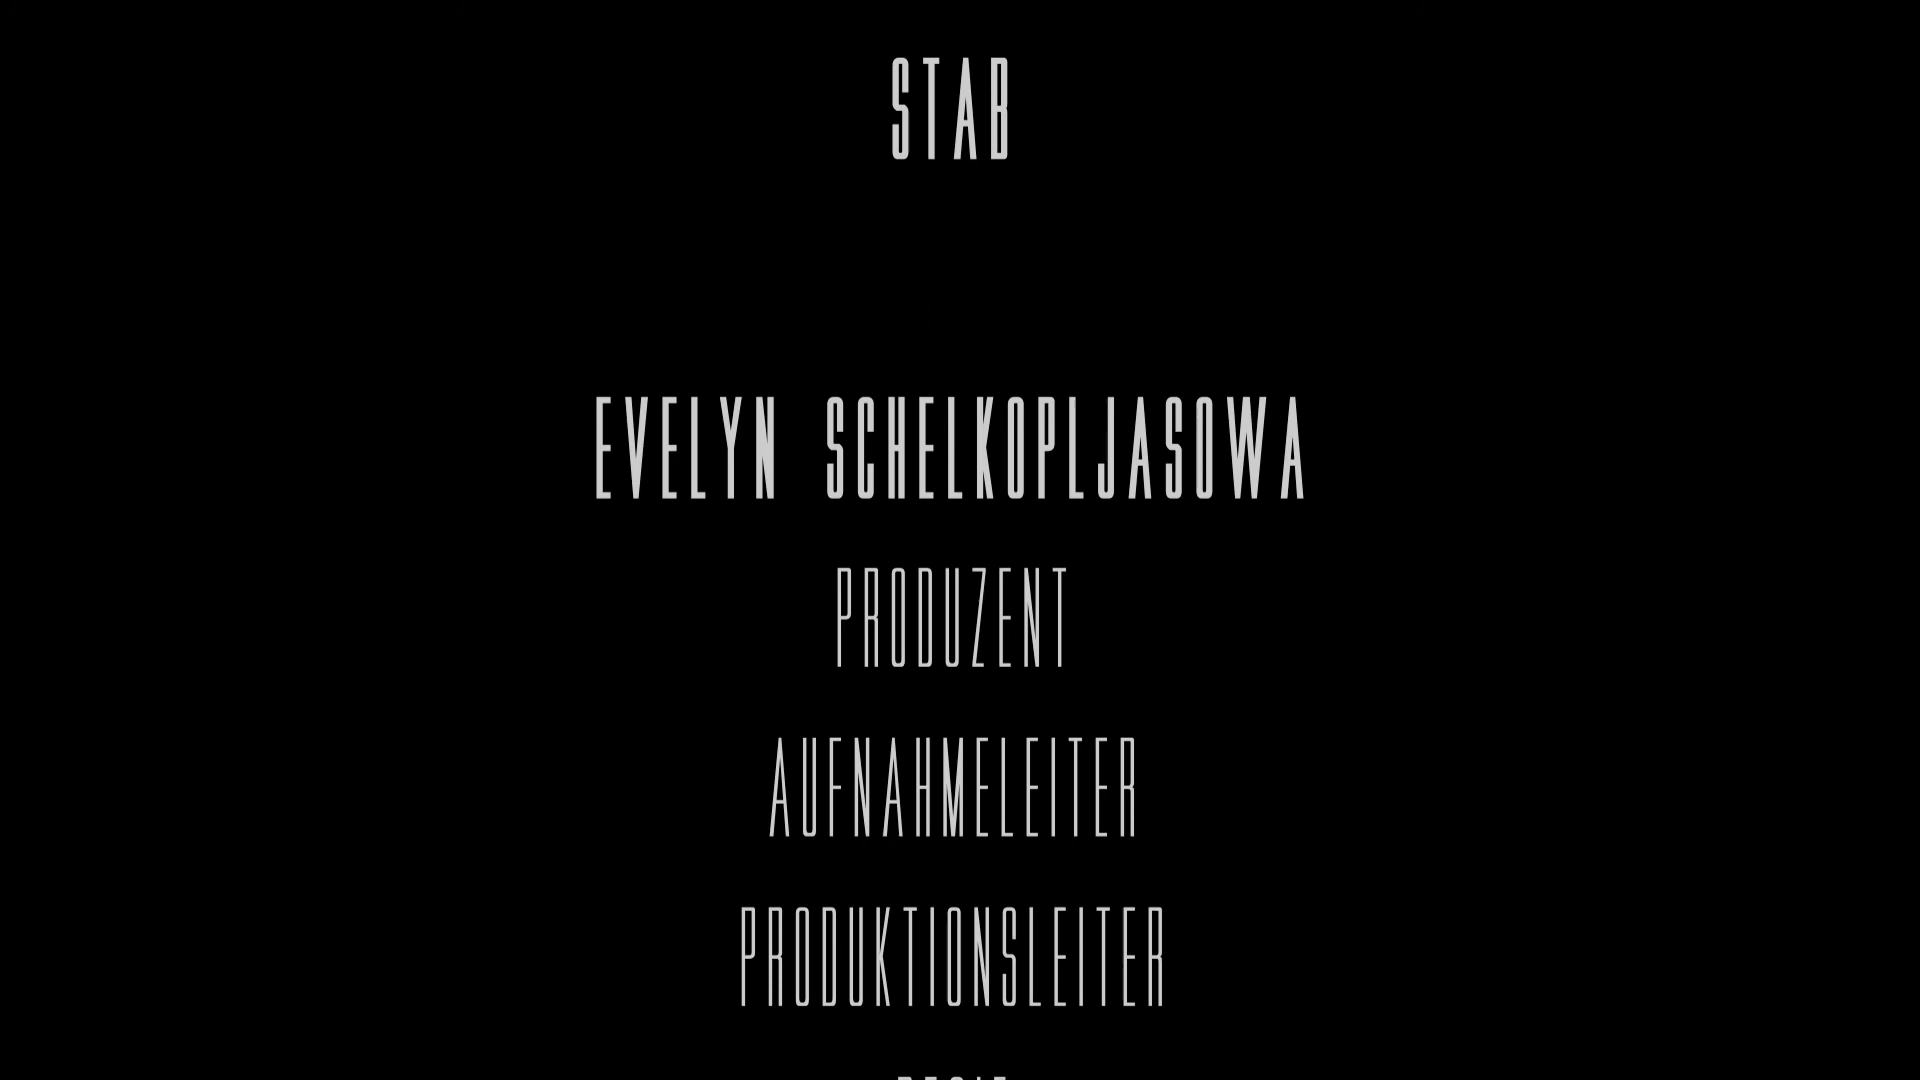 STAB
EVELYN SCHELKOPLJASOWA
PRODUZENT
AUFNAHMELEITER
PRODUKTIONSLEITER